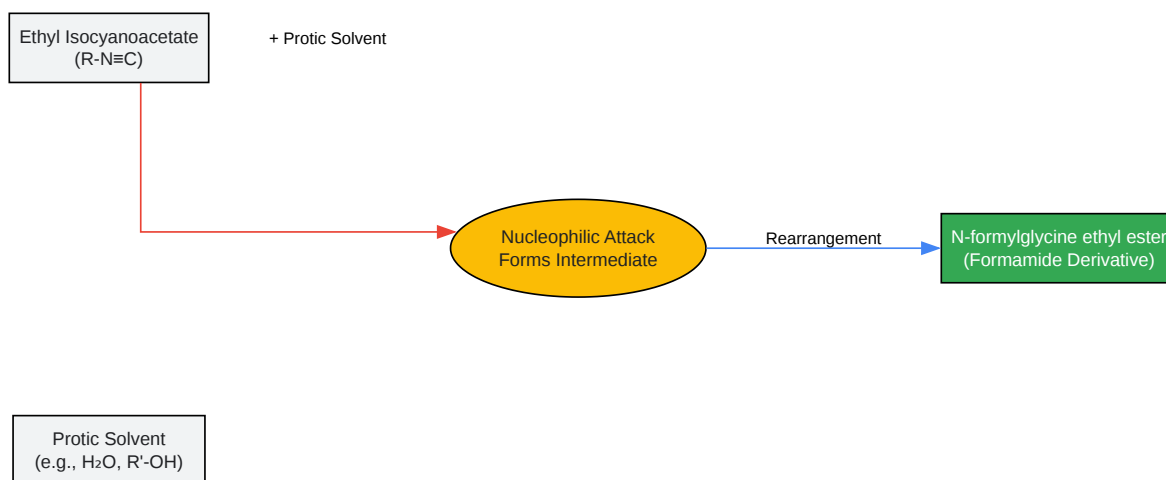 Ethyl Isocyanoacetate
(R-N≡C)
+ Protic Solvent
Nucleophilic Attack
Forms Intermediate
Rearrangement
N-formylglycine ethyl ester
(Formamide Derivative)
Protic Solvent
(e.g., H₂O, R'-OH)